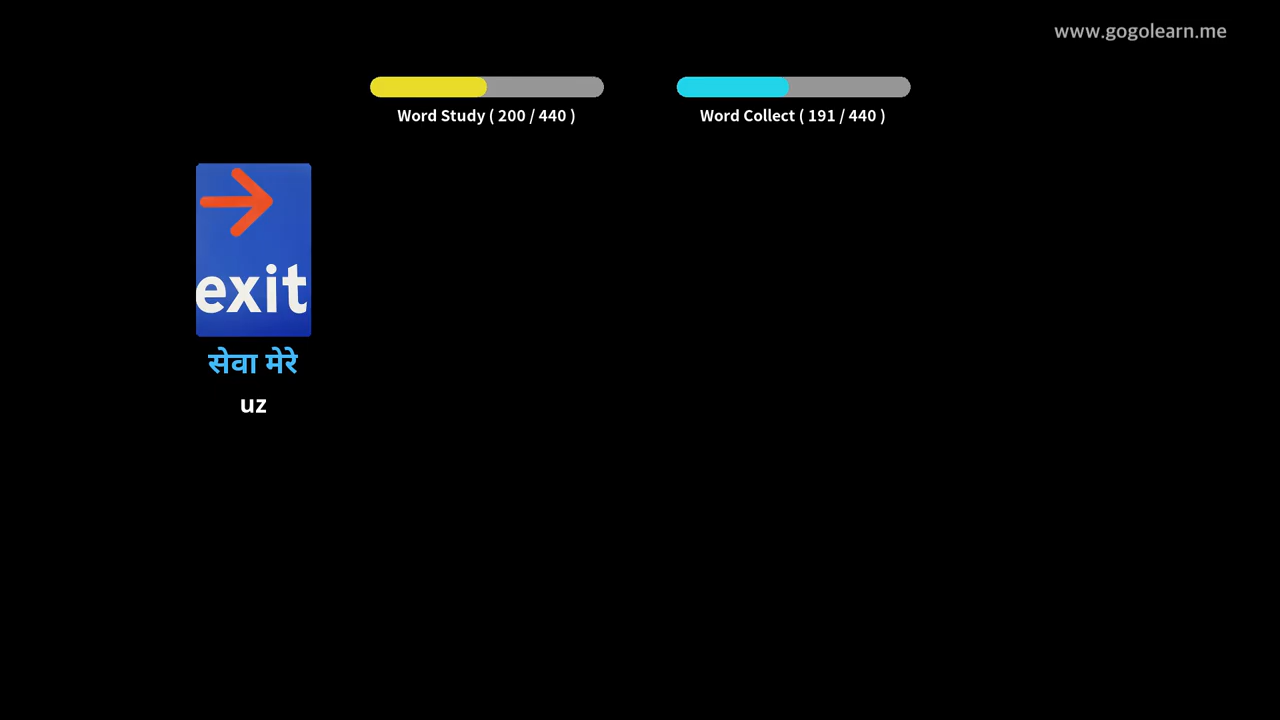 www.gogolearn.me
Word Study ( 200 / 440 )
Word Collect ( 191 / 440 )
exit
सेवा मेरे
uz